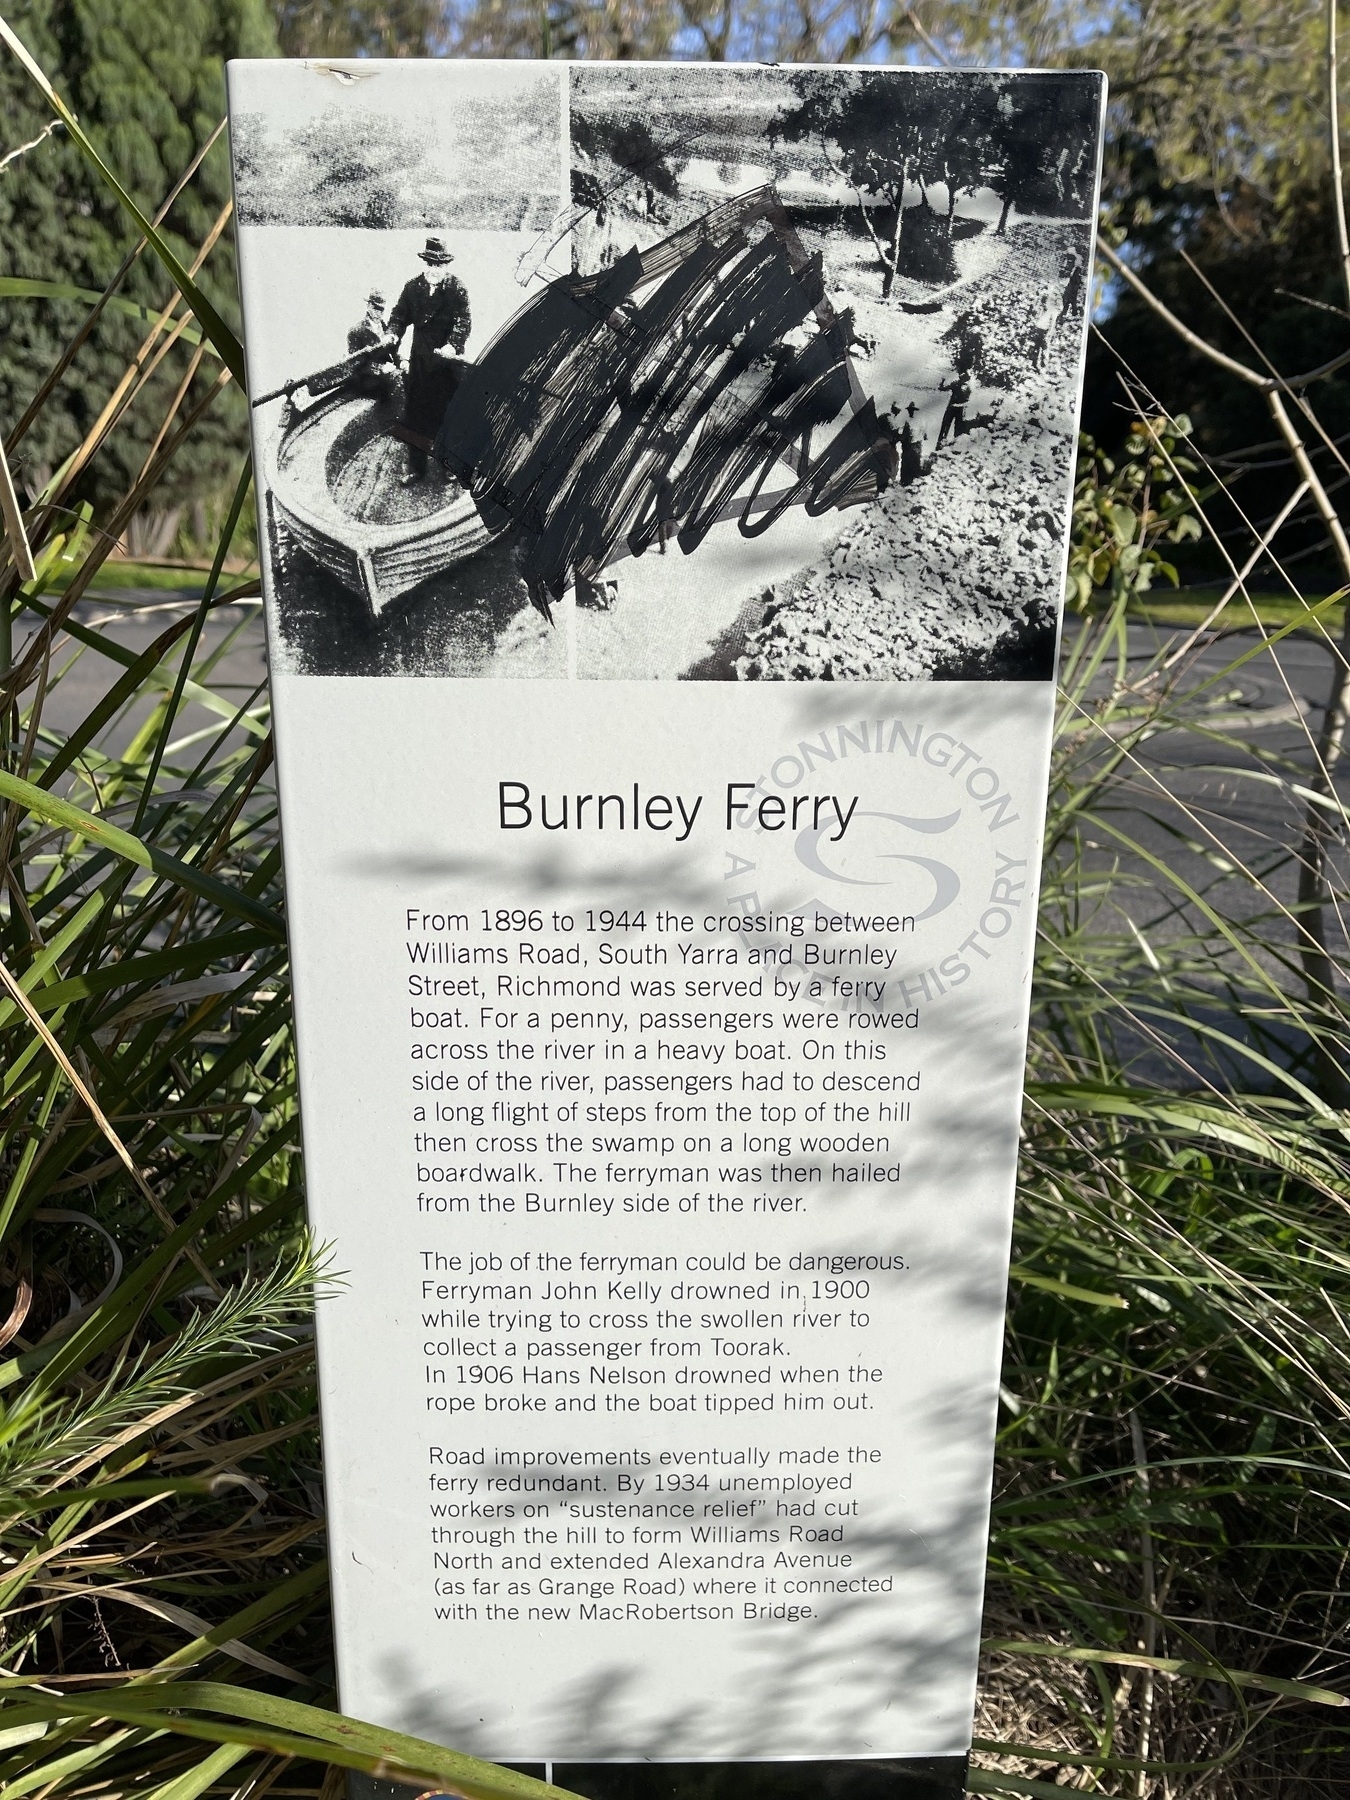 Burnley Ferry
STONNINGTON
A PLACE IN HISTORY
From 1896 to 1944 the crossing between
Williams Road, South Yarra and Burnley
Street, Richmond was served by a ferry
boat. For a penny, passengers were rowed
across the river in a heavy boat. On this
side of the river, passengers had to descend
a long flight of steps from the top of the hill
then cross the swamp on a long wooden
boardwalk. The ferryman was then hailed
from the Burnley side of the river.
The job of the ferryman could be dangerous.
Ferryman John Kelly drowned in 1900
while trying to cross the swollen river to
collect a passenger from Toorak.
In 1906 Hans Nelson drowned when the
rope broke and the boat tipped him out.
Road improvements eventually made the
ferry redundant. By 1934 unemployed
workers on “sustenance relief” had cut
through the hill to form Williams Road
North and extended Alexandra Avenue
(as far as Grange Road) where it connected
with the new MacRobertson Bridge.